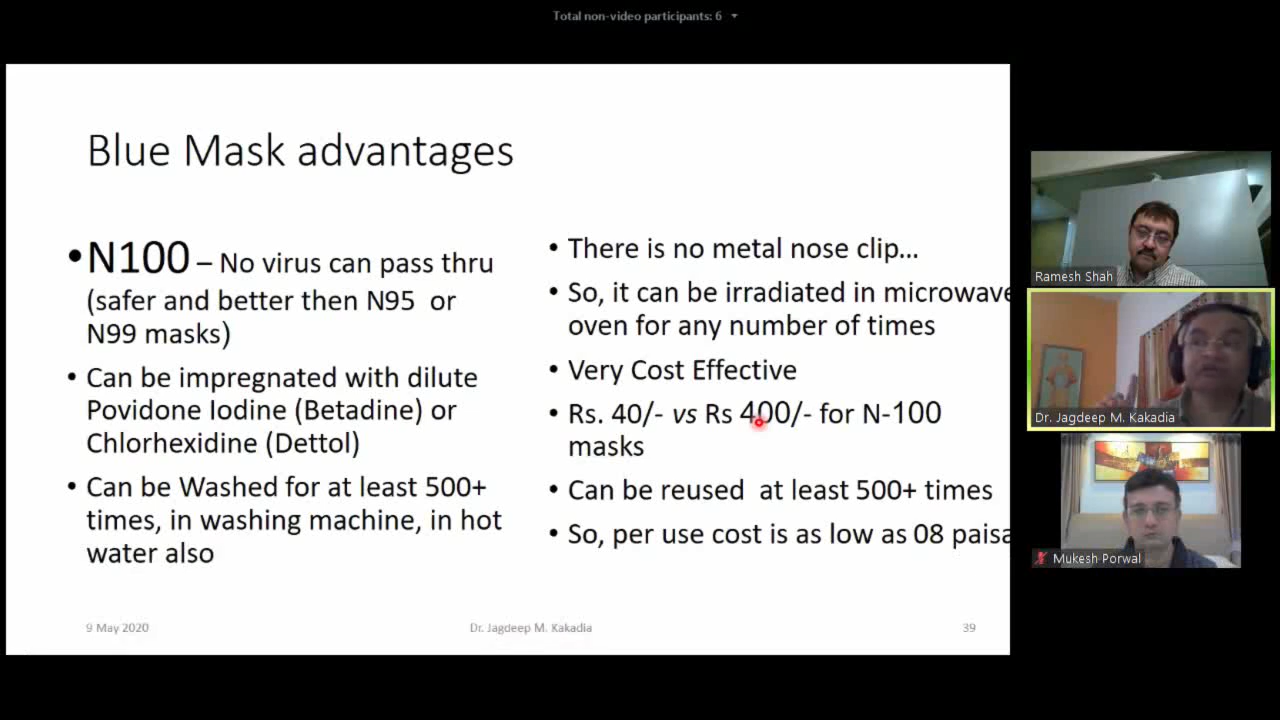 Total non-video participants: 6
Blue Mask advantages
•N100 – No virus can pass thru
(safer and better then N95 or
N99 masks)
• Can be impregnated with dilute
Povidone Iodine (Betadine) or
Chlorhexidine (Dettol)
• Can be Washed for at least 500+
times, in washing machine, in hot
water also
• There is no metal nose clip...
• So, it can be irradiated in microwave
oven for any number of times
• Very Cost Effective
• Rs. 40/- vs Rs 400/- for N-100
masks
• Can be reused at least 500+ times
• So, per use cost is as low as 08 paisa
9 May 2020
Dr. Jagdeep M. Kakadia
39
Ramesh Shah
Dr. Jagdeep M. Kakadia
Mukesh Porwal